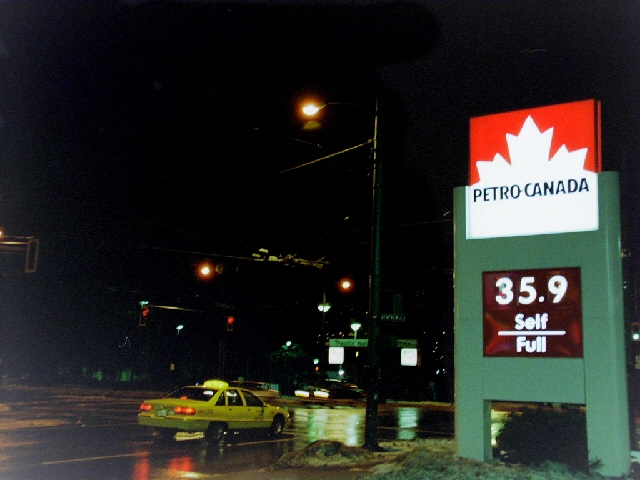 PETRO-CANADA
35.9
Self
Full